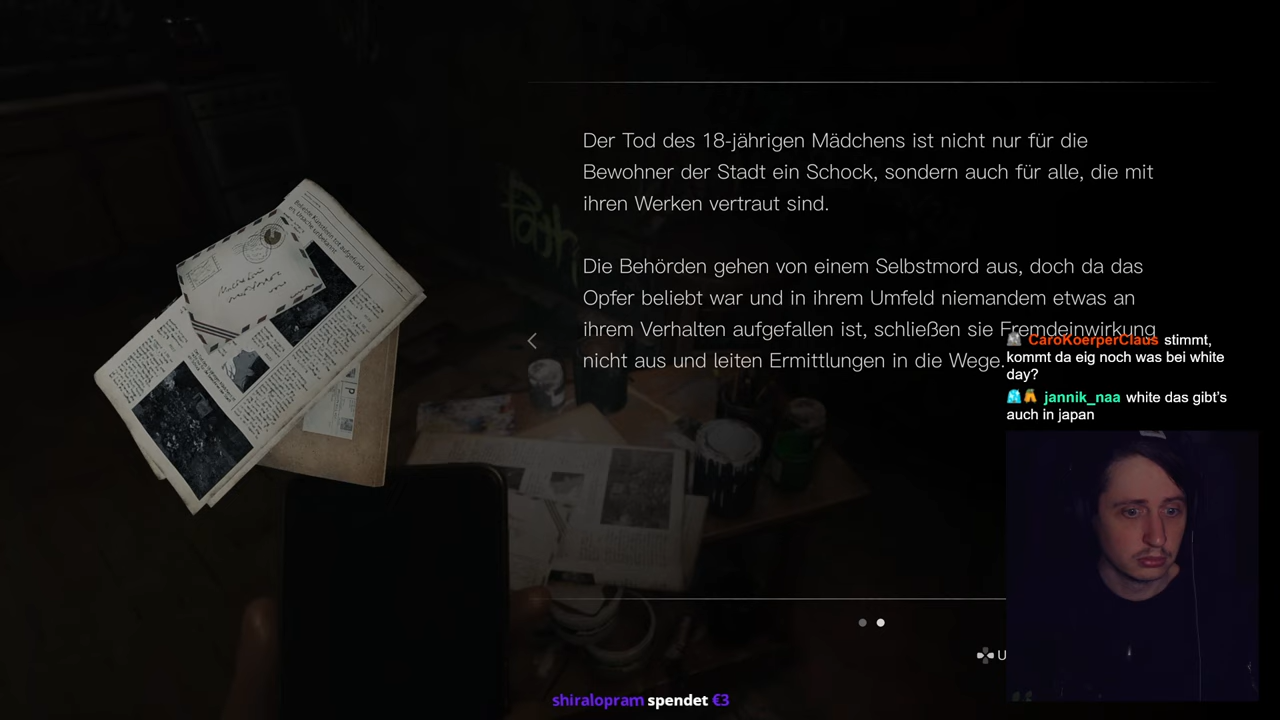 Der Tod des 18-jährigen Mädchens ist nicht nur für die
Bewohner der Stadt ein Schock, sondern auch für alle, die mit
ihren Werken vertraut sind.
Die Behörden gehen von einem Selbstmord aus, doch da das
Opfer beliebt war und in ihrem Umfeld niemandem etwas an
ihrem Verhalten aufgefallen ist, schließen sie Fremdeinwirkung
nicht aus und leiten Ermittlungen in die Wege.
CaroKoerperClaus stimmt,
kommt da eig noch was bei white
day?
jannik_naa white das gibt's
auch in japan
U
shiralopram spendet €3